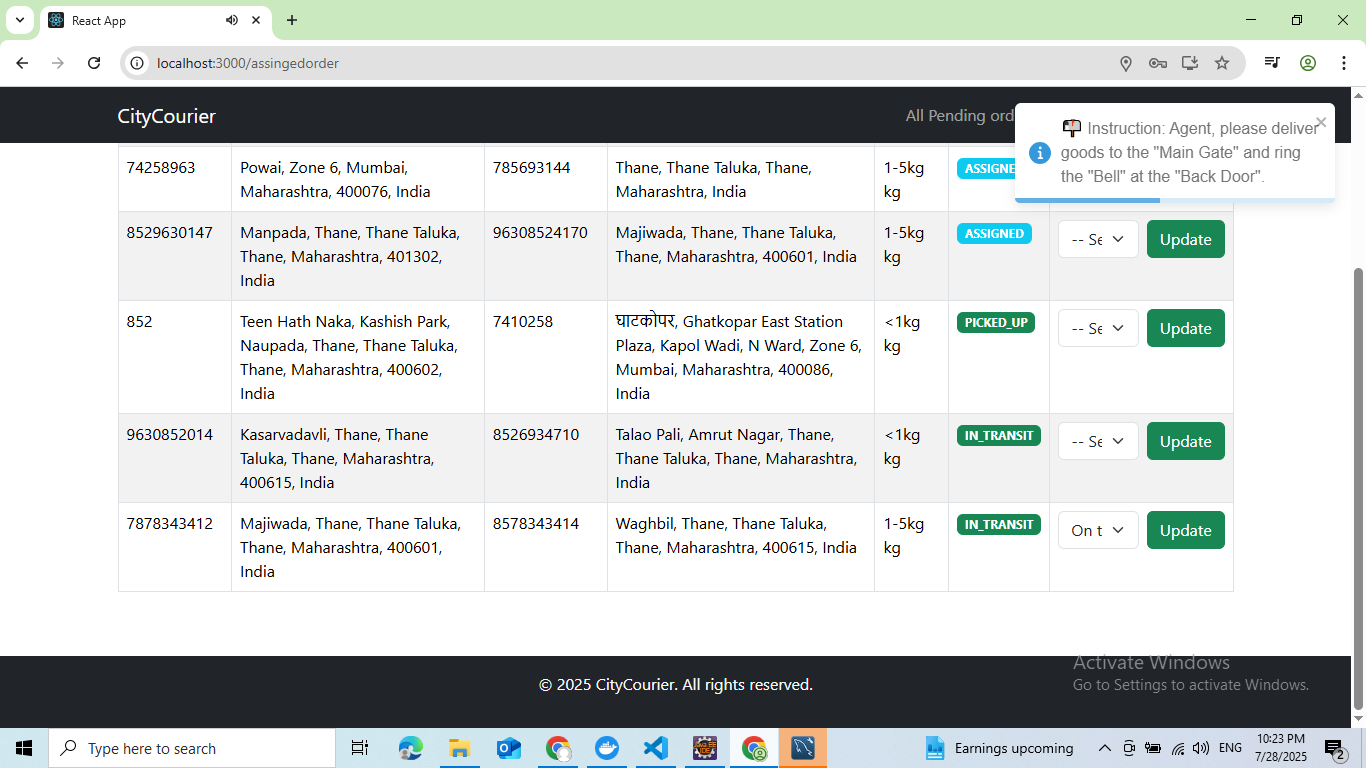 React App
localhost:3000/assingedorder
CityCourier
All Pending ord
📬 Instruction: Agent, please deliver
goods to the "Main Gate" and ring
the "Bell" at the "Back Door".
74258963
Powai, Zone 6, Mumbai,
Maharashtra, 400076, India
785693144
Thane, Thane Taluka, Thane,
Maharashtra, India
1-5kg
kg
ASSIGNE
8529630147
Manpada, Thane, Thane Taluka,
Thane, Maharashtra, 401302,
India
96308524170
Majiwada, Thane, Thane Taluka,
Thane, Maharashtra, 400601, India
1-5kg
kg
ASSIGNED
-- Se
Update
852
Teen Hath Naka, Kashish Park,
Naupada, Thane, Thane Taluka,
Thane, Maharashtra, 400602,
India
7410258
घाटकोपर, Ghatkopar East Station
Plaza, Kapol Wadi, N Ward, Zone 6,
Mumbai, Maharashtra, 400086,
India
<1kg
kg
PICKED_UP
-- Se
Update
9630852014
Kasarvadavli, Thane, Thane
Taluka, Thane, Maharashtra,
400615, India
8526934710
Talao Pali, Amrut Nagar, Thane,
Thane Taluka, Thane, Maharashtra,
India
<1kg
kg
IN_TRANSIT
-- Se
Update
7878343412
Majiwada, Thane, Thane Taluka,
Thane, Maharashtra, 400601,
India
8578343414
Waghbil, Thane, Thane Taluka,
Thane, Maharashtra, 400615, India
1-5kg
kg
IN_TRANSIT
On t
Update
© 2025 CityCourier. All rights reserved.
Activate Windows
Go to Settings to activate Windows.
Type here to search
Earnings upcoming
ENG
10:23 PM
7/28/2025
2